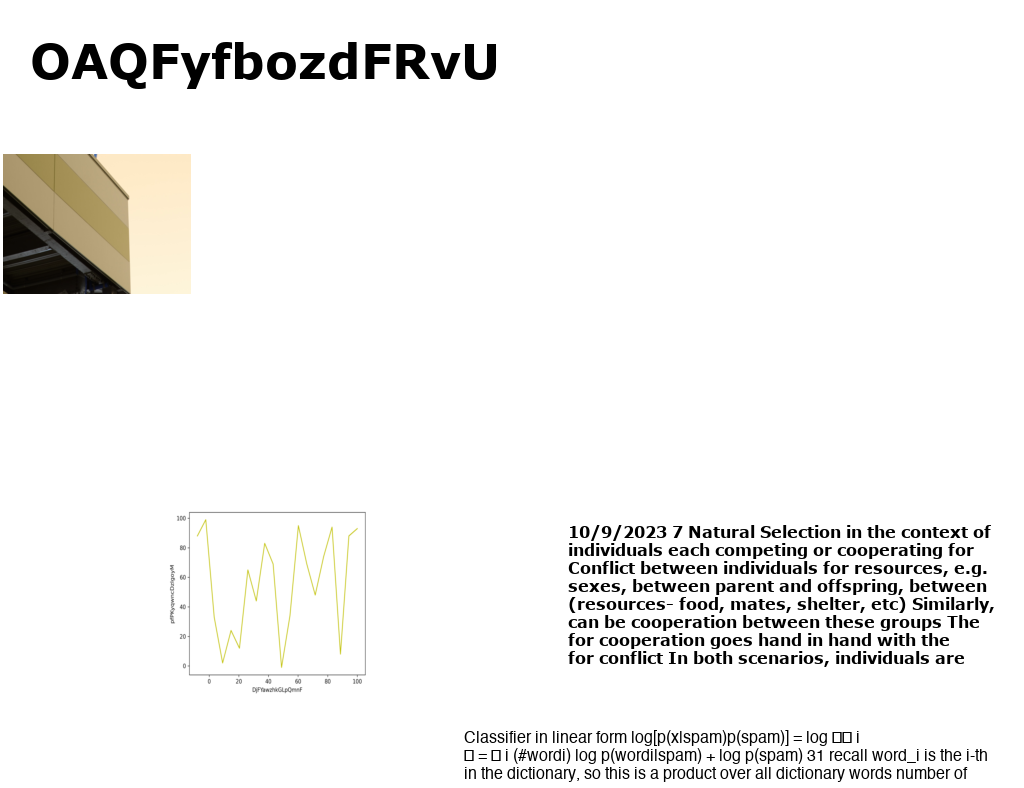 OAQFyfbozdFRvU
100
80
60
40
20
0
0 20 40 60 80 100
10/9/2023 7 Natural Selection in the context of
individuals each competing or cooperating for
Conflict between individuals for resources, e.g.
sexes, between parent and offspring, between
(resources- food, mates, shelter, etc) Similarly,
can be cooperation between these groups The
for cooperation goes hand in hand with the
for conflict In both scenarios, individuals are
Classifier in linear form log[p(x|spam)p(spam)] = log □□ i
□ = □ i (#wordi) log p(wordi|spam) + log p(spam) 31 recall word_i is the i-th
in the dictionary, so this is a product over all dictionary words number of